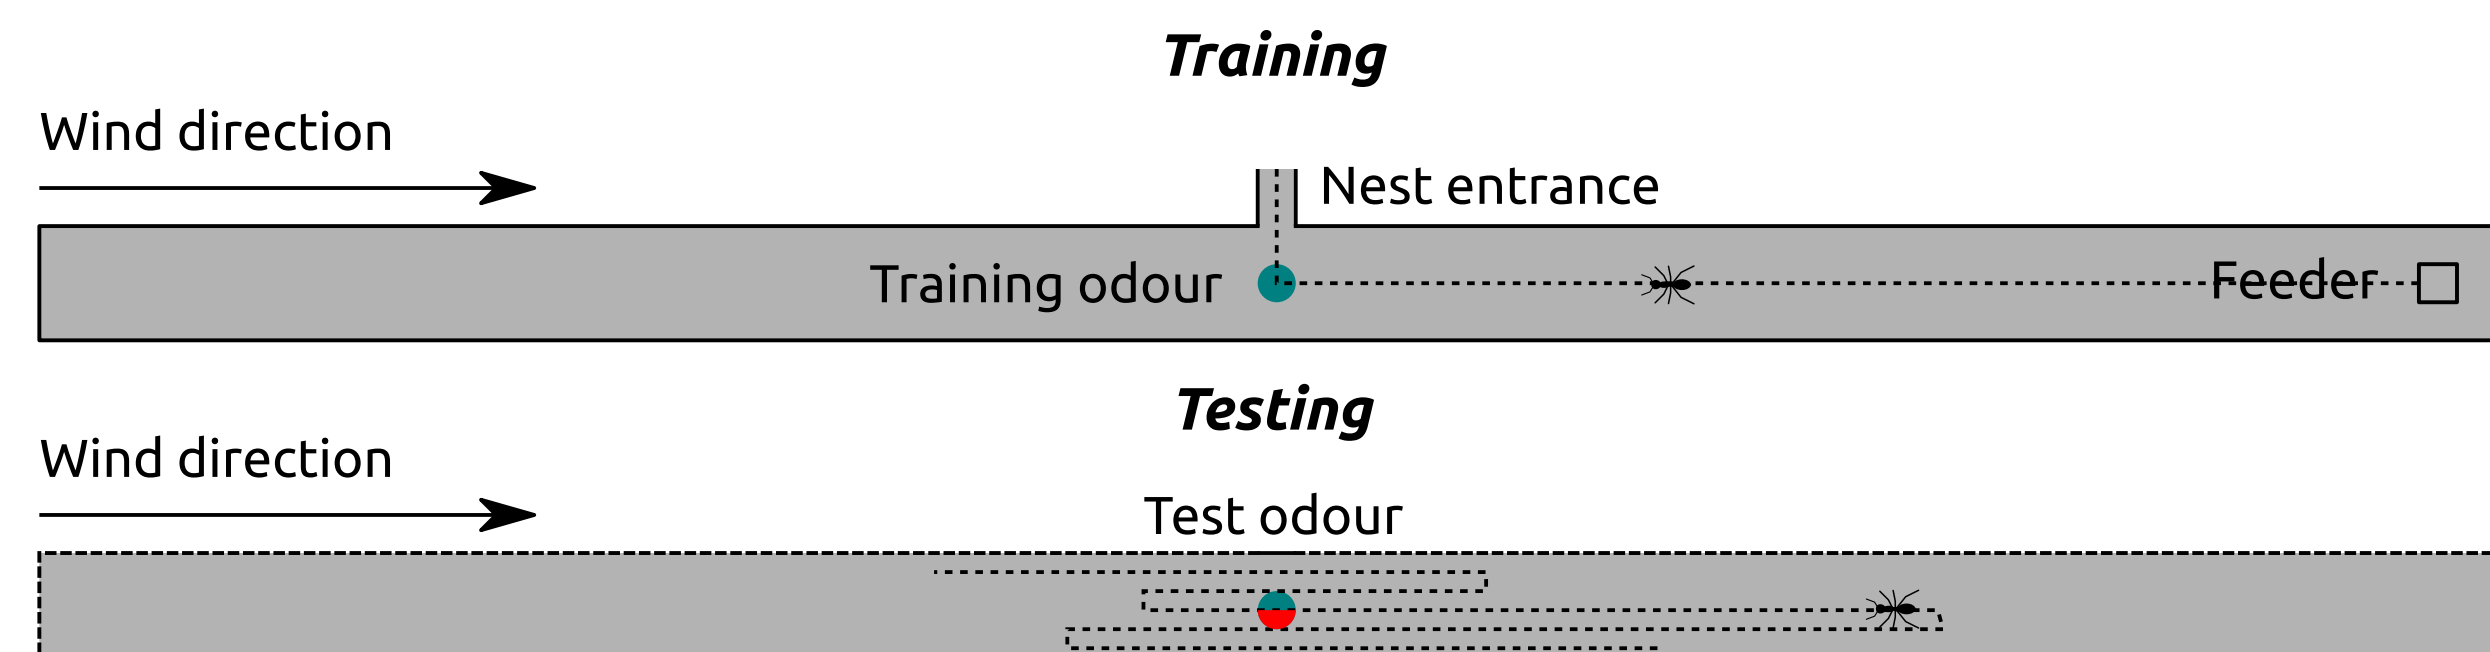 Training
Wind direction
Nest entrance
Training odour
Feeder
Testing
Wind direction
Test odour